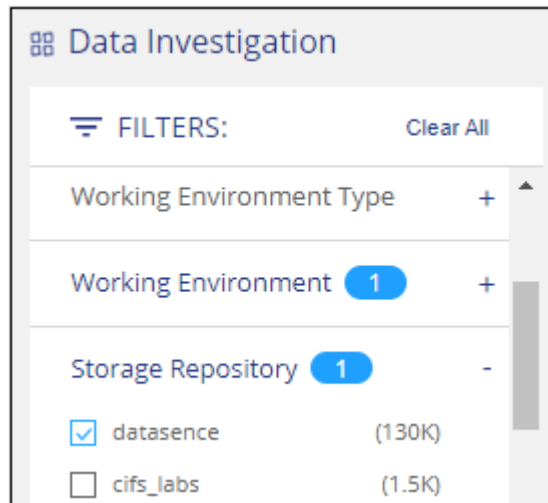 Data Investigation
FILTERS: Clear All
Working Environment Type +
Working Environment 1 +
Storage Repository 1 -
datasence (130K)
cifs_labs (1.5K)